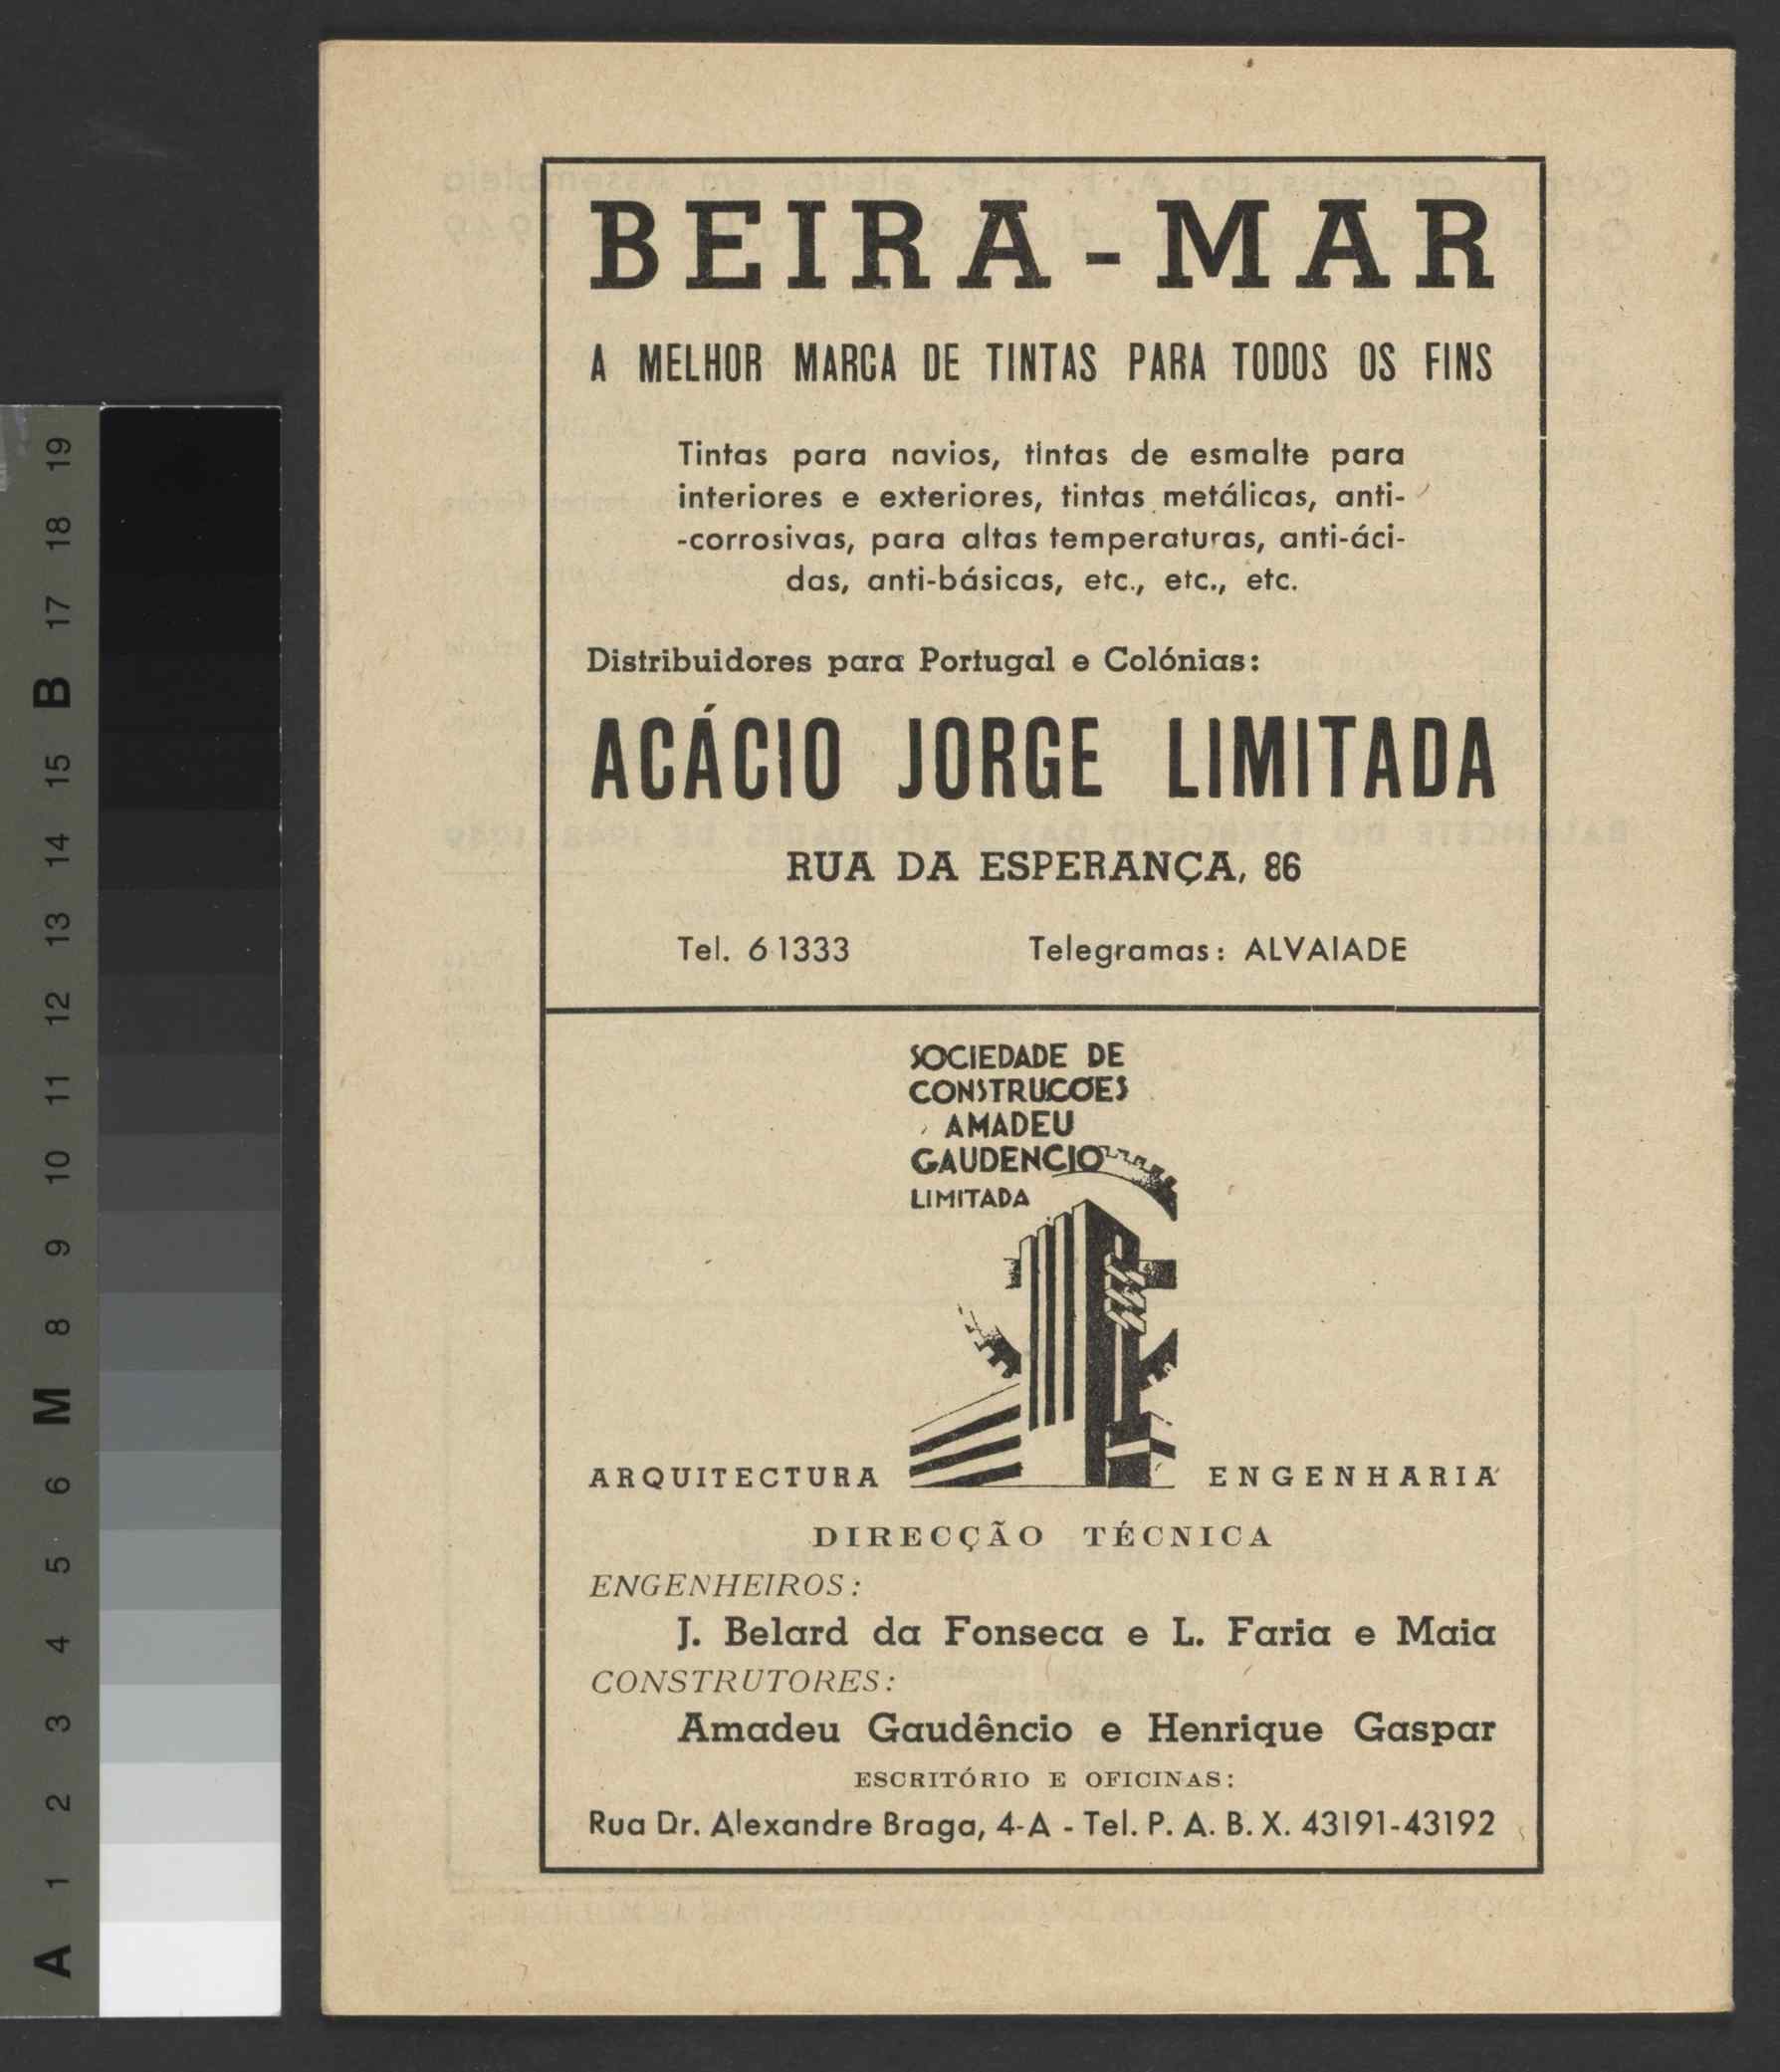 BEIRA-MAR
A MELHOR MARCA DE TINTAS PARA TODOS OS FINS
Tintas para navios, tintas de esmalte para
interiores e exteriores, tintas metálicas, anti-
-corrosivas, para altas temperaturas, anti-áci-
das, anti-básicas, etc., etc., etc.
Distribuidores para Portugal e Colónias:
ACÁCIO JORGE LIMITADA
RUA DA ESPERANÇA, 86
Tel. 61333 Telegramas: ALVAIADE
SOCIEDADE DE
CONSTRUCOES
AMADEU
GAUDENCIO
LIMITADA
ARQUITECTURA ENGENHARIA
DIRECÇÃO TÉCNICA
ENGENHEIROS:
J. Belard da Fonseca e L. Faria e Maia
CONSTRUTORES:
Amadeu Gaudêncio e Henrique Gaspar
ESCRITÓRIO E OFICINAS:
Rua Dr. Alexandre Braga, 4-A - Tel. P. A. B. X. 43191-43192
A 1 2 3 4 5 6 M 8 9 10 11 12 13 14 15 B 17 18 19